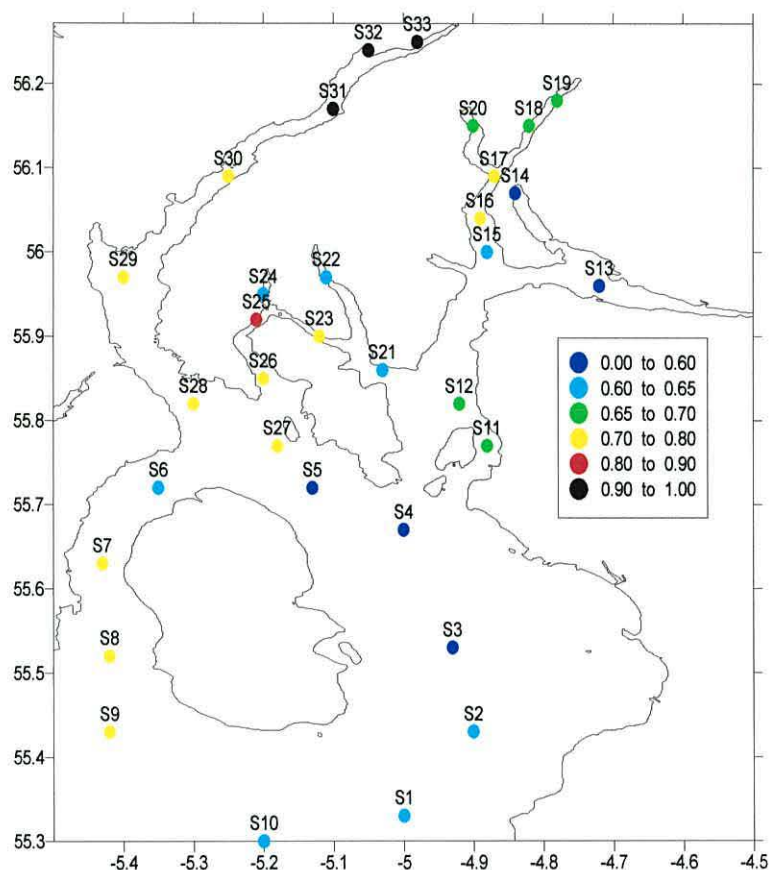 S32 S33
56.2
S31 S19
S20 S18
56.1
S30 S17
S14
S16
56
S29 S22 S15
S24 S13
S25
55.9
S23
S21
S26
0.00 to 0.60
0.60 to 0.65
0.65 to 0.70
0.70 to 0.80
0.80 to 0.90
0.90 to 1.00
S28 S12
55.8
S27 S11
S6 S5
55.7
S4
S7
55.6
S3
S8
55.5
S9 S2
55.4
S1
S10
55.3
-5.4 -5.3 -5.2 -5.1 -5 -4.9 -4.8 -4.7 -4.6 -4.5